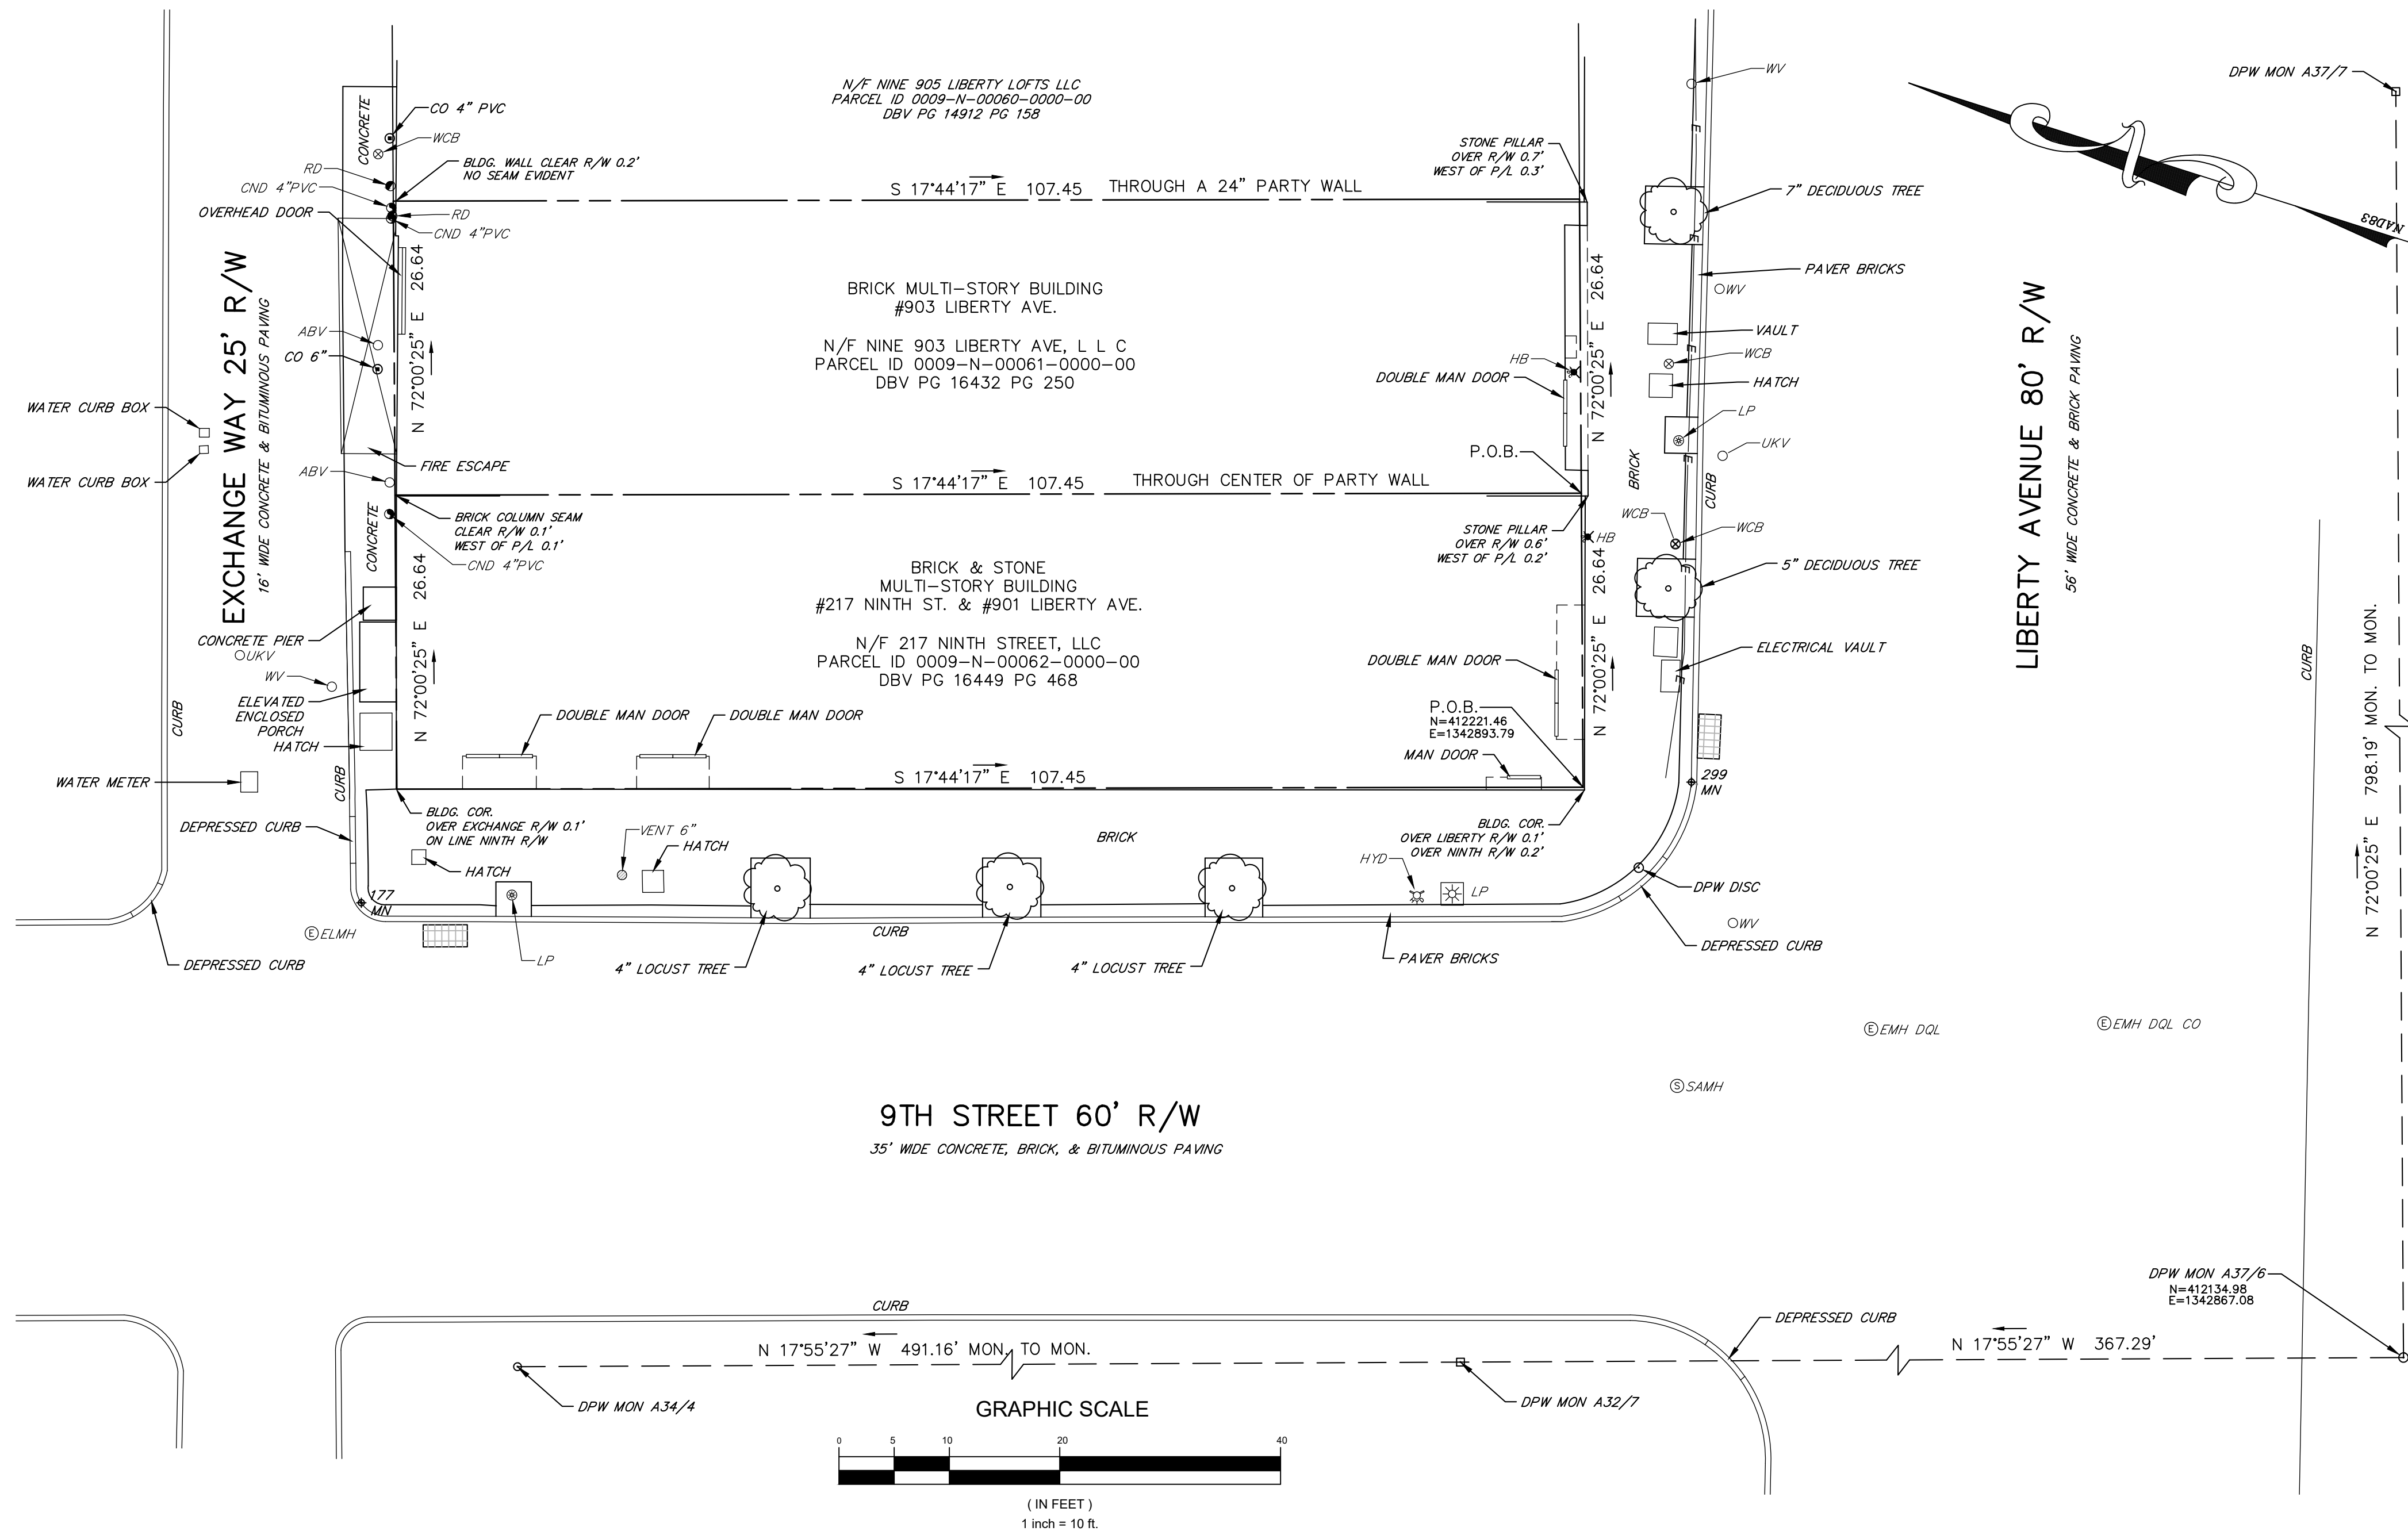 DPW MON A37/7
N/F NINE 905 LIBERTY LOFTS LLC
PARCEL ID 0009-N-00060-0000-00
DBV PG 14912 PG 158
WV
CONCRETE
CO 4" PVC
WCB
RD
CND 4"PVC
OVERHEAD DOOR
BLDG. WALL CLEAR R/W 0.2'
NO SEAM EVIDENT
RD
CND 4"PVC
S 17°44'17" E 107.45 THROUGH A 24" PARTY WALL
STONE PILLAR
OVER R/W 0.7'
WEST OF P/L 0.3'
E
7" DECIDUOUS TREE
E
NAD83
PAVER BRICKS
WV
EXCHANGE WAY 25' R/W
16' WIDE CONCRETE & BITUMINOUS PAVING
N 72°00'25" E 26.64
BRICK MULTI-STORY BUILDING
#903 LIBERTY AVE.
N/F NINE 903 LIBERTY AVE, L L C
PARCEL ID 0009-N-00061-0000-00
DBV PG 16432 PG 250
N 72°00'25" E 26.64
HB
DOUBLE MAN DOOR
VAULT
E
WCB
HATCH
LP
UKV
E
LIBERTY AVENUE 80' R/W
56' WIDE CONCRETE & BRICK PAVING
ABV
CO 6"
WATER CURB BOX
WATER CURB BOX
FIRE ESCAPE
ABV
P.O.B.
BRICK
CURB
S 17°44'17" E 107.45 THROUGH CENTER OF PARTY WALL
CONCRETE
BRICK COLUMN SEAM
CLEAR R/W 0.1'
WEST OF P/L 0.1'
CND 4"PVC
STONE PILLAR
OVER R/W 0.6'
WEST OF P/L 0.2'
HB
WCB
WCB
E
5" DECIDUOUS TREE
BRICK & STONE
MULTI-STORY BUILDING
#217 NINTH ST. & #901 LIBERTY AVE.
N/F 217 NINTH STREET, LLC
PARCEL ID 0009-N-00062-0000-00
DBV PG 16449 PG 468
N 72°00'25" E 26.64
N 72°00'25" E 26.64
CONCRETE PIER
UKV
WV
ELEVATED
ENCLOSED
PORCH
HATCH
CURB
DOUBLE MAN DOOR
ELECTRICAL VAULT
E
CURB
N 72°00'25" E 798.19' MON. TO MON.
DOUBLE MAN DOOR
DOUBLE MAN DOOR
P.O.B.
N=412221.46
E=1342893.79
MAN DOOR
WATER METER
CURB
S 17°44'17" E 107.45
299
MN
DEPRESSED CURB
BLDG. COR.
OVER EXCHANGE R/W 0.1'
ON LINE NINTH R/W
VENT 6"
HATCH
HATCH
BRICK
BLDG. COR.
OVER LIBERTY R/W 0.1'
OVER NINTH R/W 0.2'
HYD
LP
DPW DISC
177
MN
E ELMH
CURB
WV
DEPRESSED CURB
DEPRESSED CURB
LP
4" LOCUST TREE
4" LOCUST TREE
4" LOCUST TREE
PAVER BRICKS
E EMH DQL
E EMH DQL CO
S SAMH
9TH STREET 60' R/W
35' WIDE CONCRETE, BRICK, & BITUMINOUS PAVING
DPW MON A37/6
N=412134.98
E=1342867.08
CURB
DEPRESSED CURB
N 17°55'27" W 491.16' MON. TO MON.
N 17°55'27" W 367.29'
DPW MON A34/4
DPW MON A32/7
GRAPHIC SCALE
0 5 10 20 40
( IN FEET )
1 inch = 10 ft.